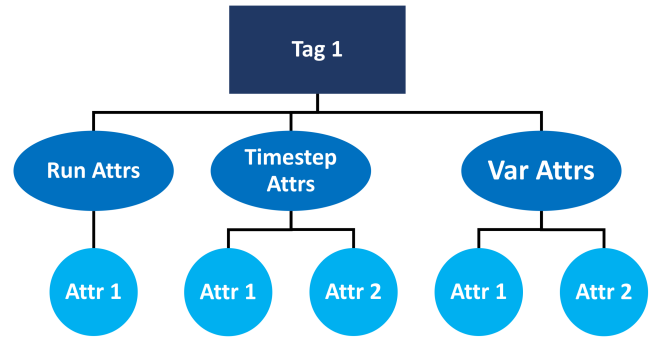 Tag 1
Run Attrs
Timestep
Attrs
Var Attrs
Attr 1
Attr 1
Attr 2
Attr 1
Attr 2